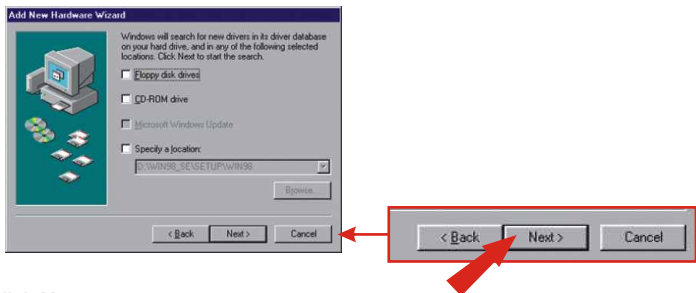 Add New Hardware Wizard
Windows will search for new drivers in its driver database
on your hard drive, and in any of the following selected
locations. Click Next to start the search.
Floppy disk drives
CD-ROM drive
Microsoft Windows Update
Specify a location:
D:\WIN98_SE\SETUP\WIN98
Browse...
< Back Next > Cancel
< Back Next > Cancel